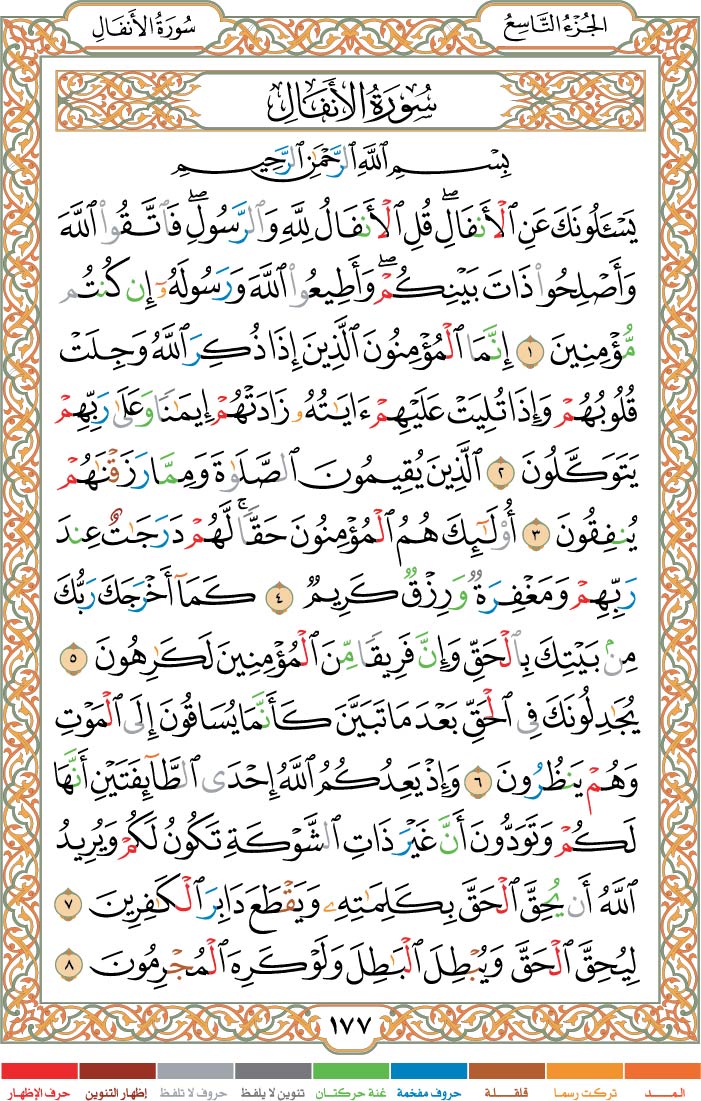 الجُزْءُ التَّاسِعُ
سُورَةُ الأَنفَالِ
سُورَةُ الأَنفَالِ
بِسْمِ ٱللَّهِ ٱلرَّحْمَٰنِ ٱلرَّحِيمِ
يَسْـَٔلُونَكَ عَنِ ٱلْأَنفَالِۖ قُلِ ٱلْأَنفَالُ لِلَّهِ وَٱلرَّسُولِۖ فَٱتَّقُوا۟ ٱللَّهَ
وَأَصْلِحُوا۟ ذَاتَ بَيْنِكُمْۖ وَأَطِيعُوا۟ ٱللَّهَ وَرَسُولَهُۥٓ إِن كُنتُم
مُّؤْمِنِينَ ١ إِنَّمَا ٱلْمُؤْمِنُونَ ٱلَّذِينَ إِذَا ذُكِرَ ٱللَّهُ وَجِلَتْ
قُلُوبُهُمْ وَإِذَا تُلِيَتْ عَلَيْهِمْ ءَايَٰتُهُۥ زَادَتْهُمْ إِيمَٰنًا وَعَلَىٰ رَبِّهِمْ
يَتَوَكَّلُونَ ٢ ٱلَّذِينَ يُقِيمُونَ ٱلصَّلَوٰةَ وَمِمَّا رَزَقْنَٰهُمْ
يُنفِقُونَ ٣ أُو۟لَٰٓئِكَ هُمُ ٱلْمُؤْمِنُونَ حَقًّاۚ لَّهُمْ دَرَجَٰتٌ عِندَ
رَبِّهِمْ وَمَغْفِرَةٌ وَرِزْقٌ كَرِيمٌ ٤ كَمَآ أَخْرَجَكَ رَبُّكَ
مِنۢ بَيْتِكَ بِٱلْحَقِّ وَإِنَّ فَرِيقًا مِّنَ ٱلْمُؤْمِنِينَ لَكَٰرِهُونَ ٥
يُجَٰدِلُونَكَ فِى ٱلْحَقِّ بَعْدَ مَا تَبَيَّنَ كَأَنَّمَا يُسَاقُونَ إِلَى ٱلْمَوْتِ
وَهُمْ يَنظُرُونَ ٦ وَإِذْ يَعِدُكُمُ ٱللَّهُ إِحْدَى ٱلطَّآئِفَتَيْنِ أَنَّهَا
لَكُمْ وَتَوَدُّونَ أَنَّ غَيْرَ ذَاتِ ٱلشَّوْكَةِ تَكُونُ لَكُمْ وَيُرِيدُ
ٱللَّهُ أَن يُحِقَّ ٱلْحَقَّ بِكَلِمَٰتِهِۦ وَيَقْطَعَ دَابِرَ ٱلْكَٰفِرِينَ ٧
لِيُحِقَّ ٱلْحَقَّ وَيُبْطِلَ ٱلْبَٰطِلَ وَلَوْ كَرِهَ ٱلْمُجْرِمُونَ ٨
١٧٧
المـــد
تركت رسما
قلقـلة
حروف مفخمة
غنة حركتان
تنوين لا يلفظ
حروف لا تلفظ
إظهار التنوين
حرف الإظهار